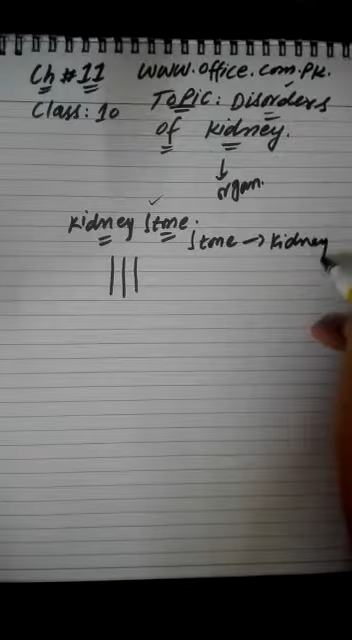 Ch # 11 www.office.com.pk.
Class: 10 Topic: Disorders
of kidney.
↓
organ.
kidney Stone. ✓
Stone → kidney